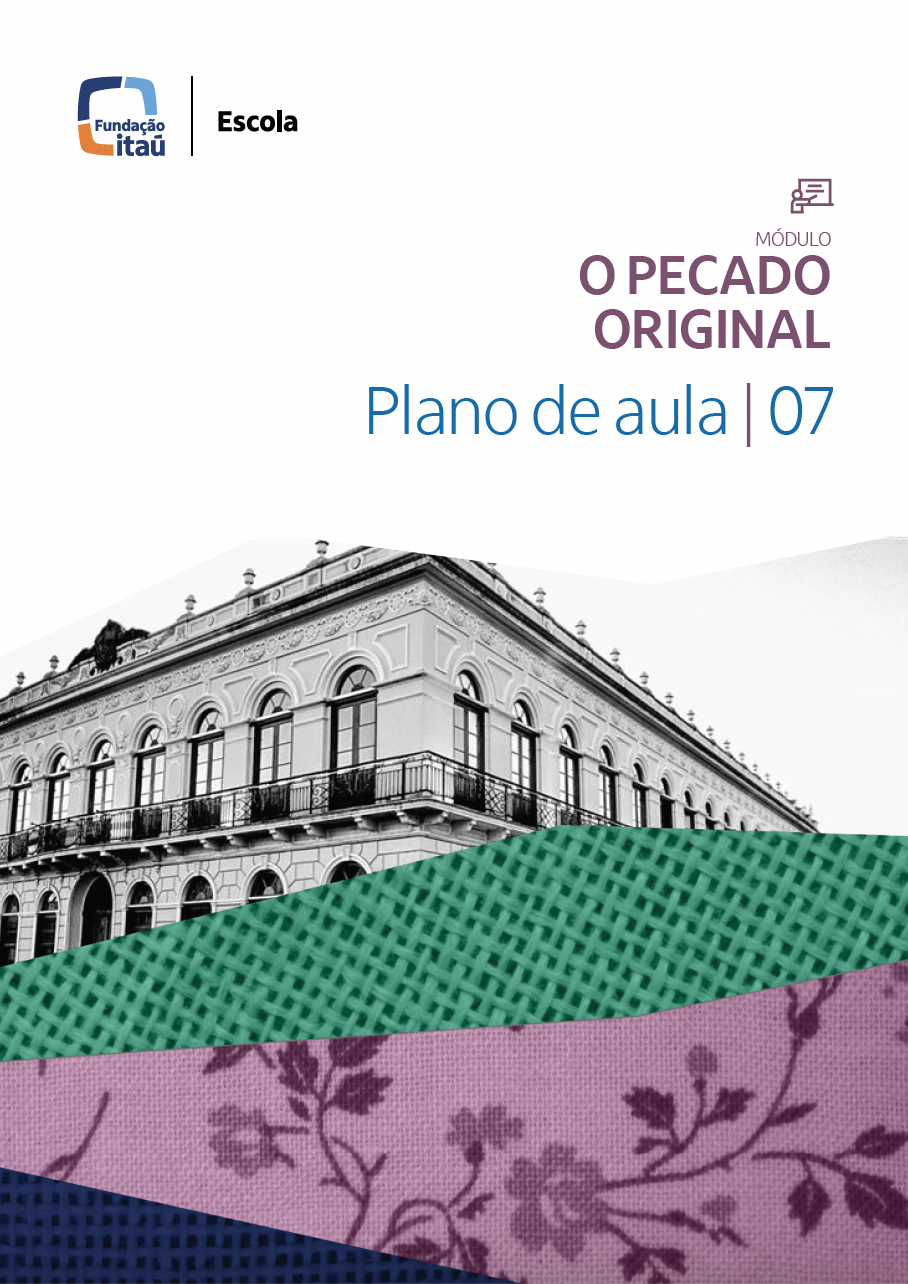 Fundação
itaú
Escola
MÓDULO
O PECADO
ORIGINAL
Plano de aula | 07